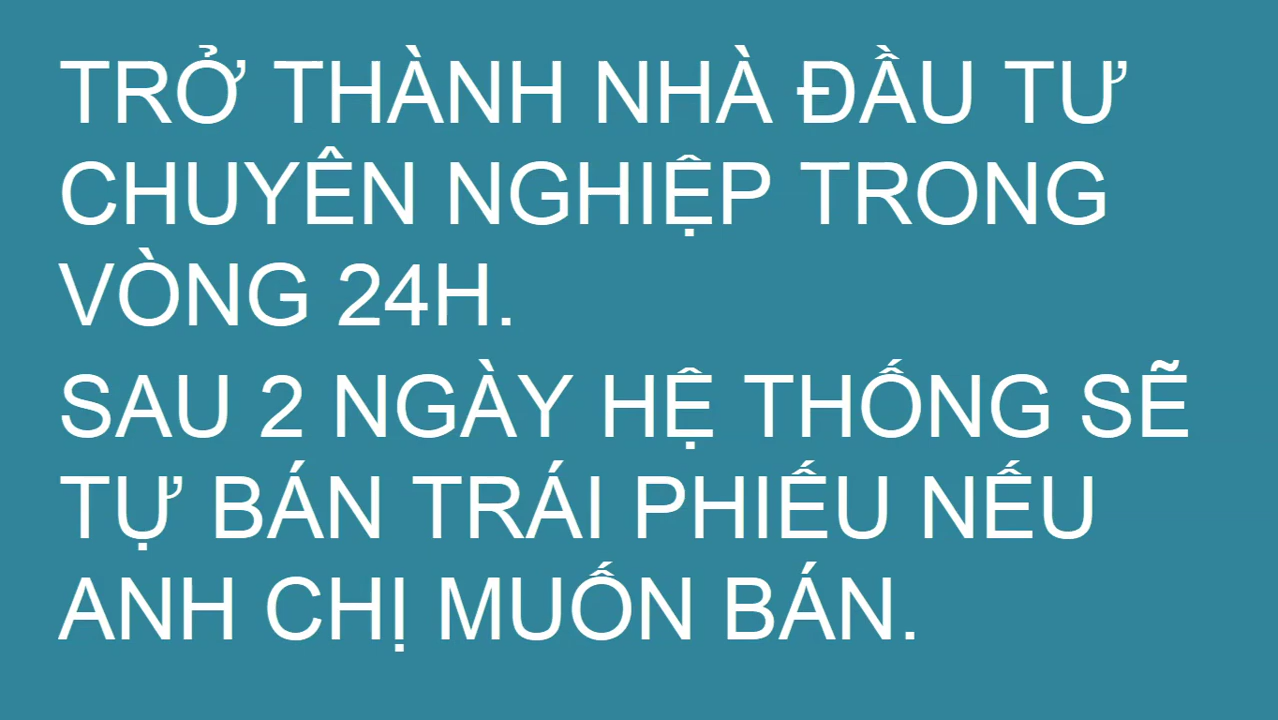 TRỞ THÀNH NHÀ ĐẦU TƯ
CHUYÊN NGHIỆP TRONG
VÒNG 24H.
SAU 2 NGÀY HỆ THỐNG SẼ
TỰ BÁN TRÁI PHIẾU NẾU
ANH CHỊ MUỐN BÁN.